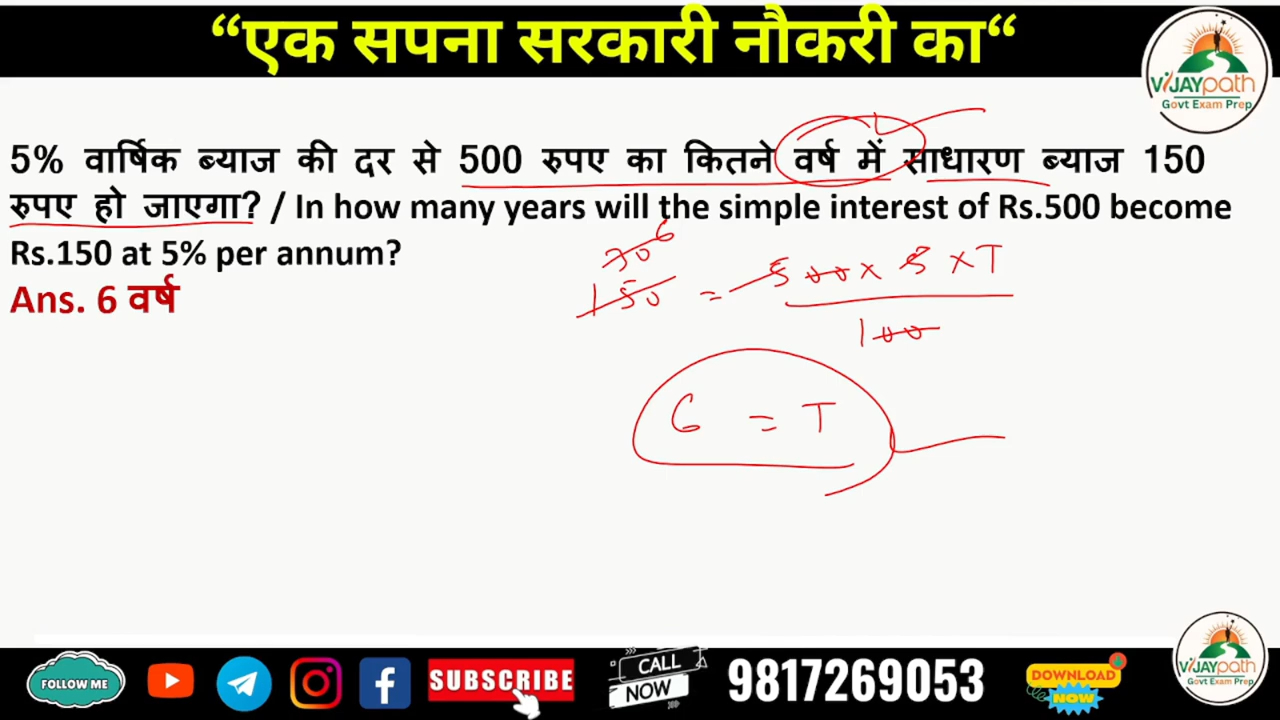 “एक सपना सरकारी नौकरी का“
VIJAYpath
Govt Exam Prep
5% वार्षिक ब्याज की दर से 500 रुपए का कितने वर्ष में साधारण ब्याज 150
रुपए हो जाएगा? / In how many years will the simple interest of Rs.500 become
Rs.150 at 5% per annum?
Ans. 6 वर्ष
30 6
150 = 500 x 5 x T
100
6 = T
FOLLOW ME
SUBSCRIBE
CALL
NOW
9817269053
DOWNLOAD
NOW
VIJAYpath
Govt Exam Prep